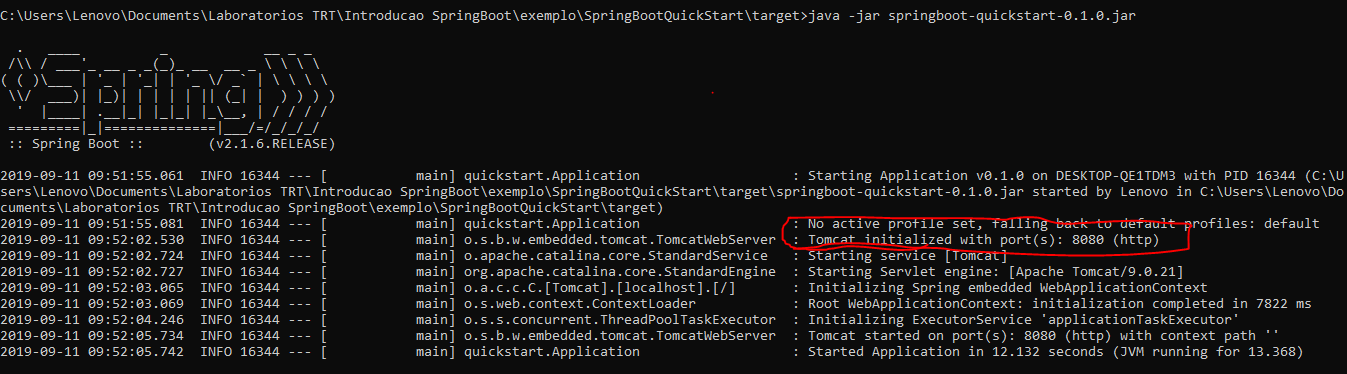 C:\Users\Lenovo\Documents\Laboratorios TRT\Introducao SpringBoot\exemplo\SpringBootQuickStart\target>java -jar springboot-quickstart-0.1.0.jar
  .   ____          _            __ _ _
 /\\ / ___'_ __ _ _(_)_ __  __ _ \ \ \ \
( ( )\___ | '_ | '_| | '_ \/ _` | \ \ \ \
 \\/  ___)| |_)| | | | | || (_| |  ) ) ) )
  '  |____| .__|_| |_|_| |_\__, | / / / /
 =========|_|==============|___/=/_/_/_/
 :: Spring Boot ::        (v2.1.6.RELEASE)
2019-09-11 09:51:55.061  INFO 16344 --- [           main] quickstart.Application                   : Starting Application v0.1.0 on DESKTOP-QE1TDM3 with PID 16344 (C:\U
sers\Lenovo\Documents\Laboratorios TRT\Introducao SpringBoot\exemplo\SpringBootQuickStart\target\springboot-quickstart-0.1.0.jar started by Lenovo in C:\Users\Lenovo\Do
cuments\Laboratorios TRT\Introducao SpringBoot\exemplo\SpringBootQuickStart\target)
2019-09-11 09:51:55.081  INFO 16344 --- [           main] quickstart.Application                   : No active profile set, falling back to default profiles: default
2019-09-11 09:52:02.530  INFO 16344 --- [           main] o.s.b.w.embedded.tomcat.TomcatWebServer  : Tomcat initialized with port(s): 8080 (http)
2019-09-11 09:52:02.724  INFO 16344 --- [           main] o.apache.catalina.core.StandardService   : Starting service [Tomcat]
2019-09-11 09:52:02.727  INFO 16344 --- [           main] org.apache.catalina.core.StandardEngine  : Starting Servlet engine: [Apache Tomcat/9.0.21]
2019-09-11 09:52:03.065  INFO 16344 --- [           main] o.a.c.c.C.[Tomcat].[localhost].[/]       : Initializing Spring embedded WebApplicationContext
2019-09-11 09:52:03.069  INFO 16344 --- [           main] o.s.web.context.ContextLoader            : Root WebApplicationContext: initialization completed in 7822 ms
2019-09-11 09:52:04.246  INFO 16344 --- [           main] o.s.s.concurrent.ThreadPoolTaskExecutor  : Initializing ExecutorService 'applicationTaskExecutor'
2019-09-11 09:52:05.734  INFO 16344 --- [           main] o.s.b.w.embedded.tomcat.TomcatWebServer  : Tomcat started on port(s): 8080 (http) with context path ''
2019-09-11 09:52:05.742  INFO 16344 --- [           main] quickstart.Application                   : Started Application in 12.132 seconds (JVM running for 13.368)